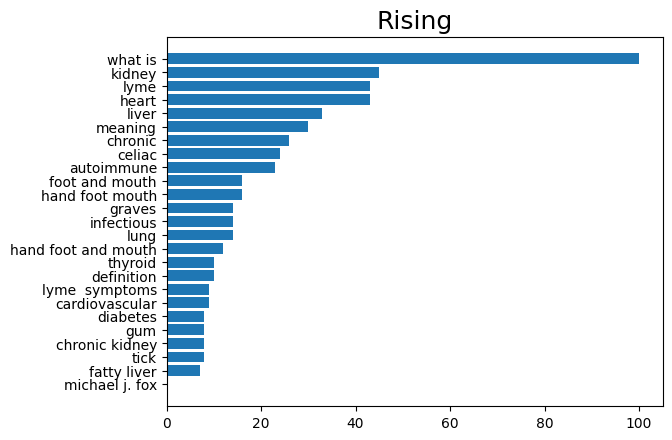 Rising
what is
kidney
lyme
heart
liver
meaning
chronic
celiac
autoimmune
foot and mouth
hand foot mouth
graves
infectious
lung
hand foot and mouth
thyroid
definition
lyme  symptoms
cardiovascular
diabetes
gum
chronic kidney
tick
fatty liver
michael j. fox
0 20 40 60 80 100